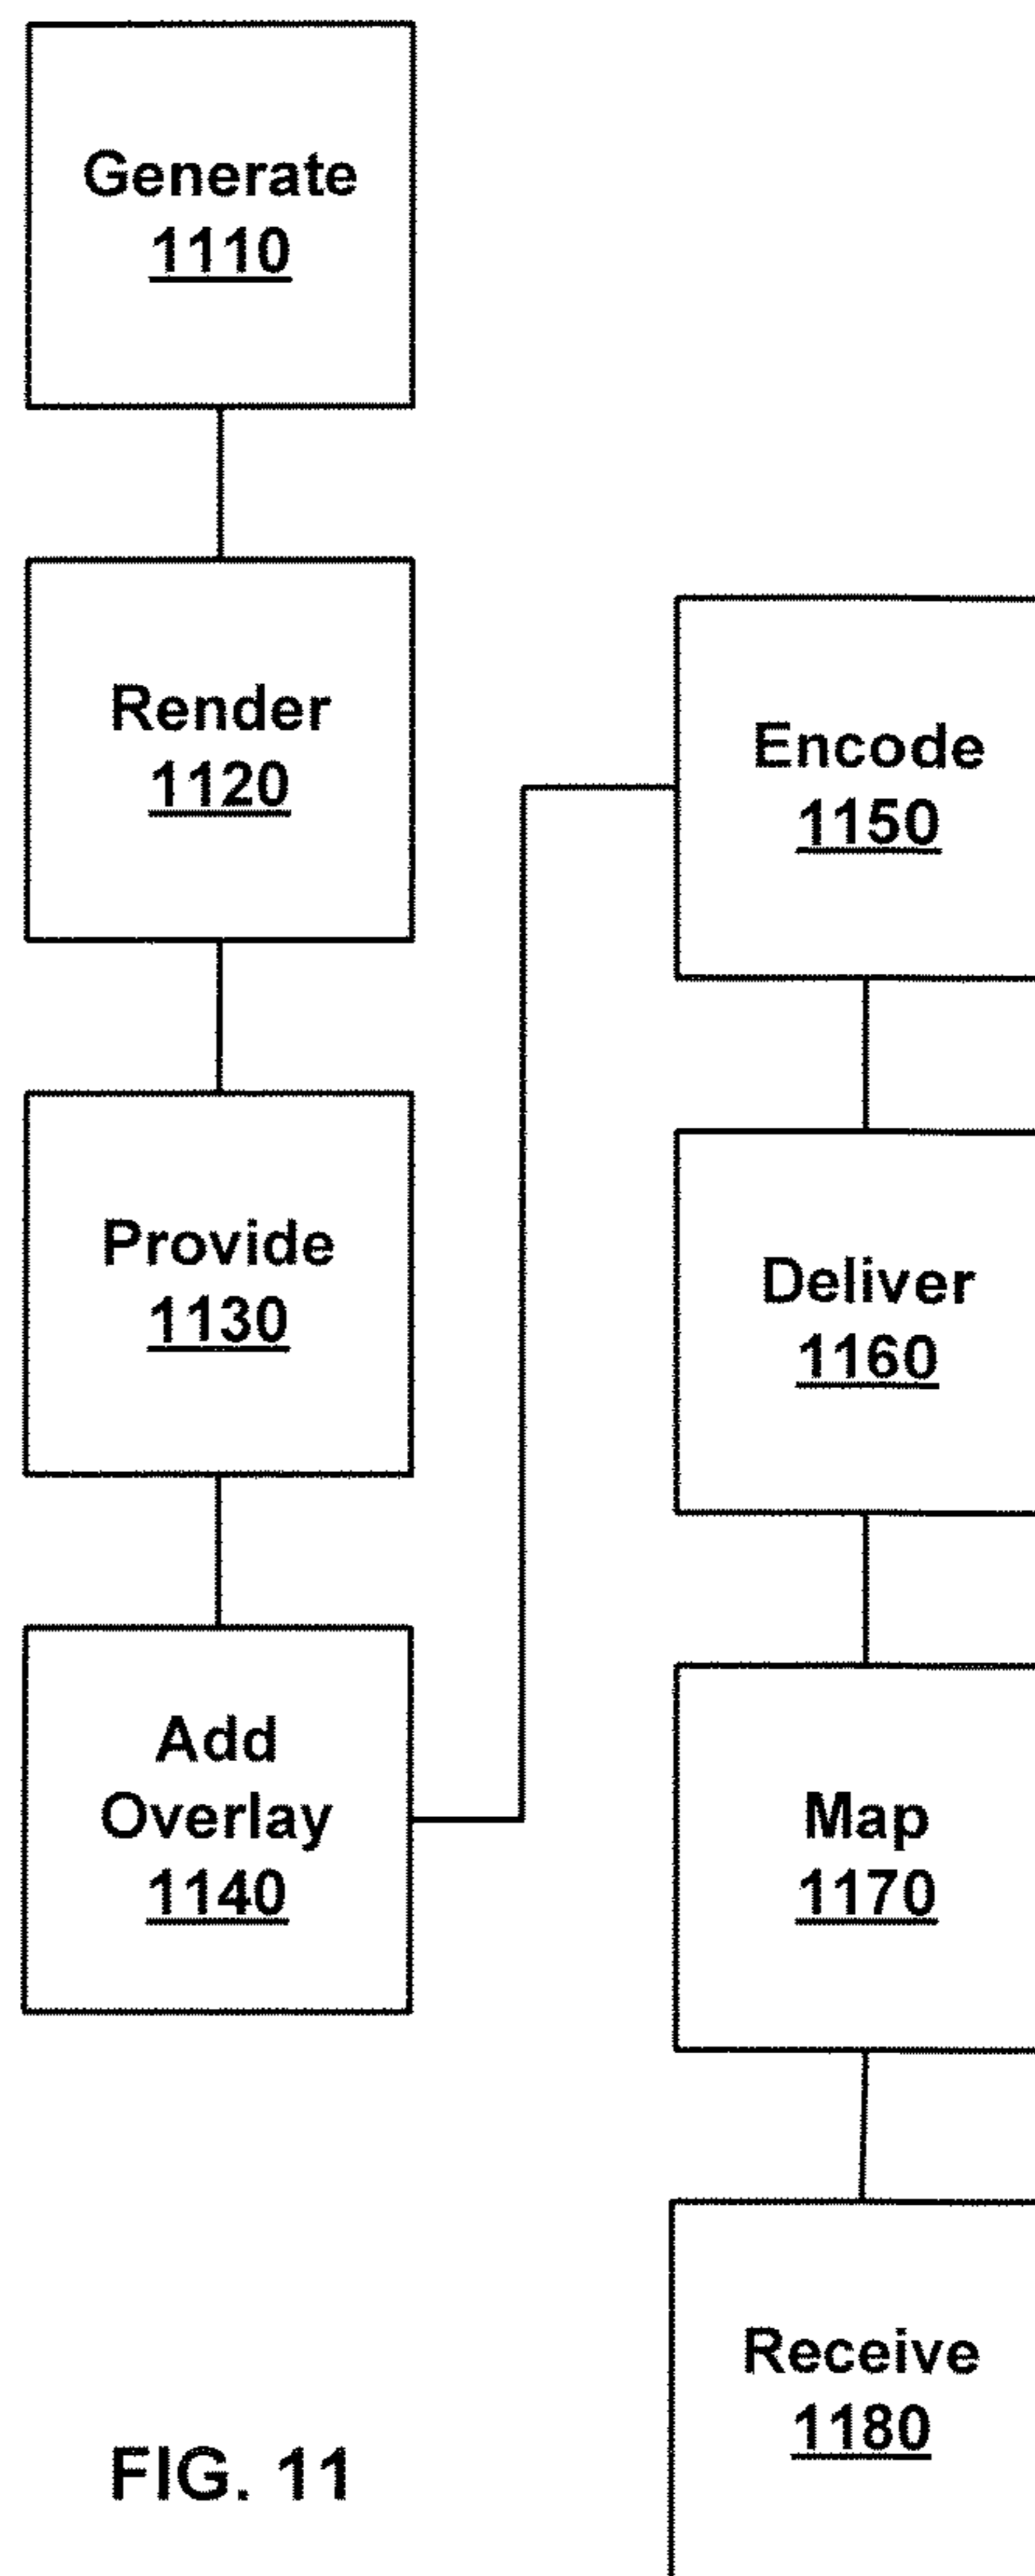 Generate
1110
Render
1120
Provide
1130
Add
Overlay
1140
Encode
1150
Deliver
1160
Map
1170
Receive
1180
FIG. 11